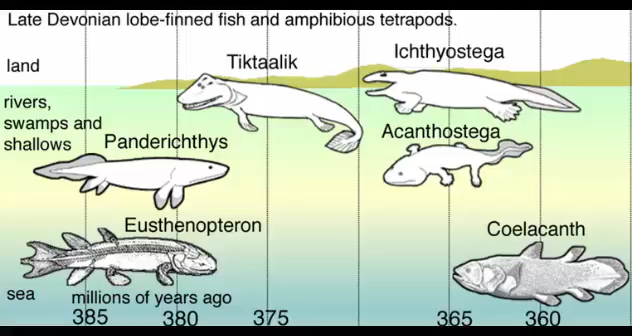 Late Devonian lobe-finned fish and amphibious tetrapods.
Ichthyostega
Tiktaalik
land
rivers,
swamps and
shallows
Panderichthys
Acanthostega
Eusthenopteron
Coelacanth
sea
millions of years ago
385 380 375 365 360